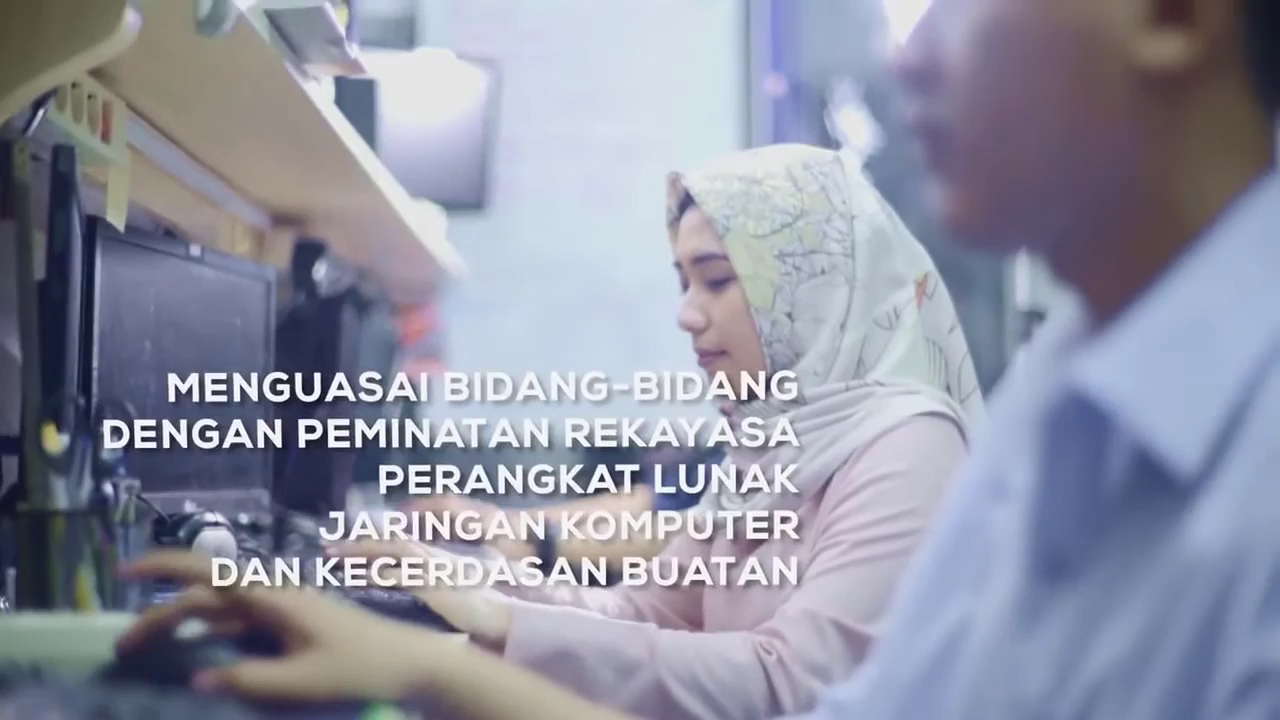 MENGUASAI BIDANG-BIDANG
DENGAN PEMINATAN REKAYASA
PERANGKAT LUNAK
JARINGAN KOMPUTER
DAN KECERDASAN BUATAN